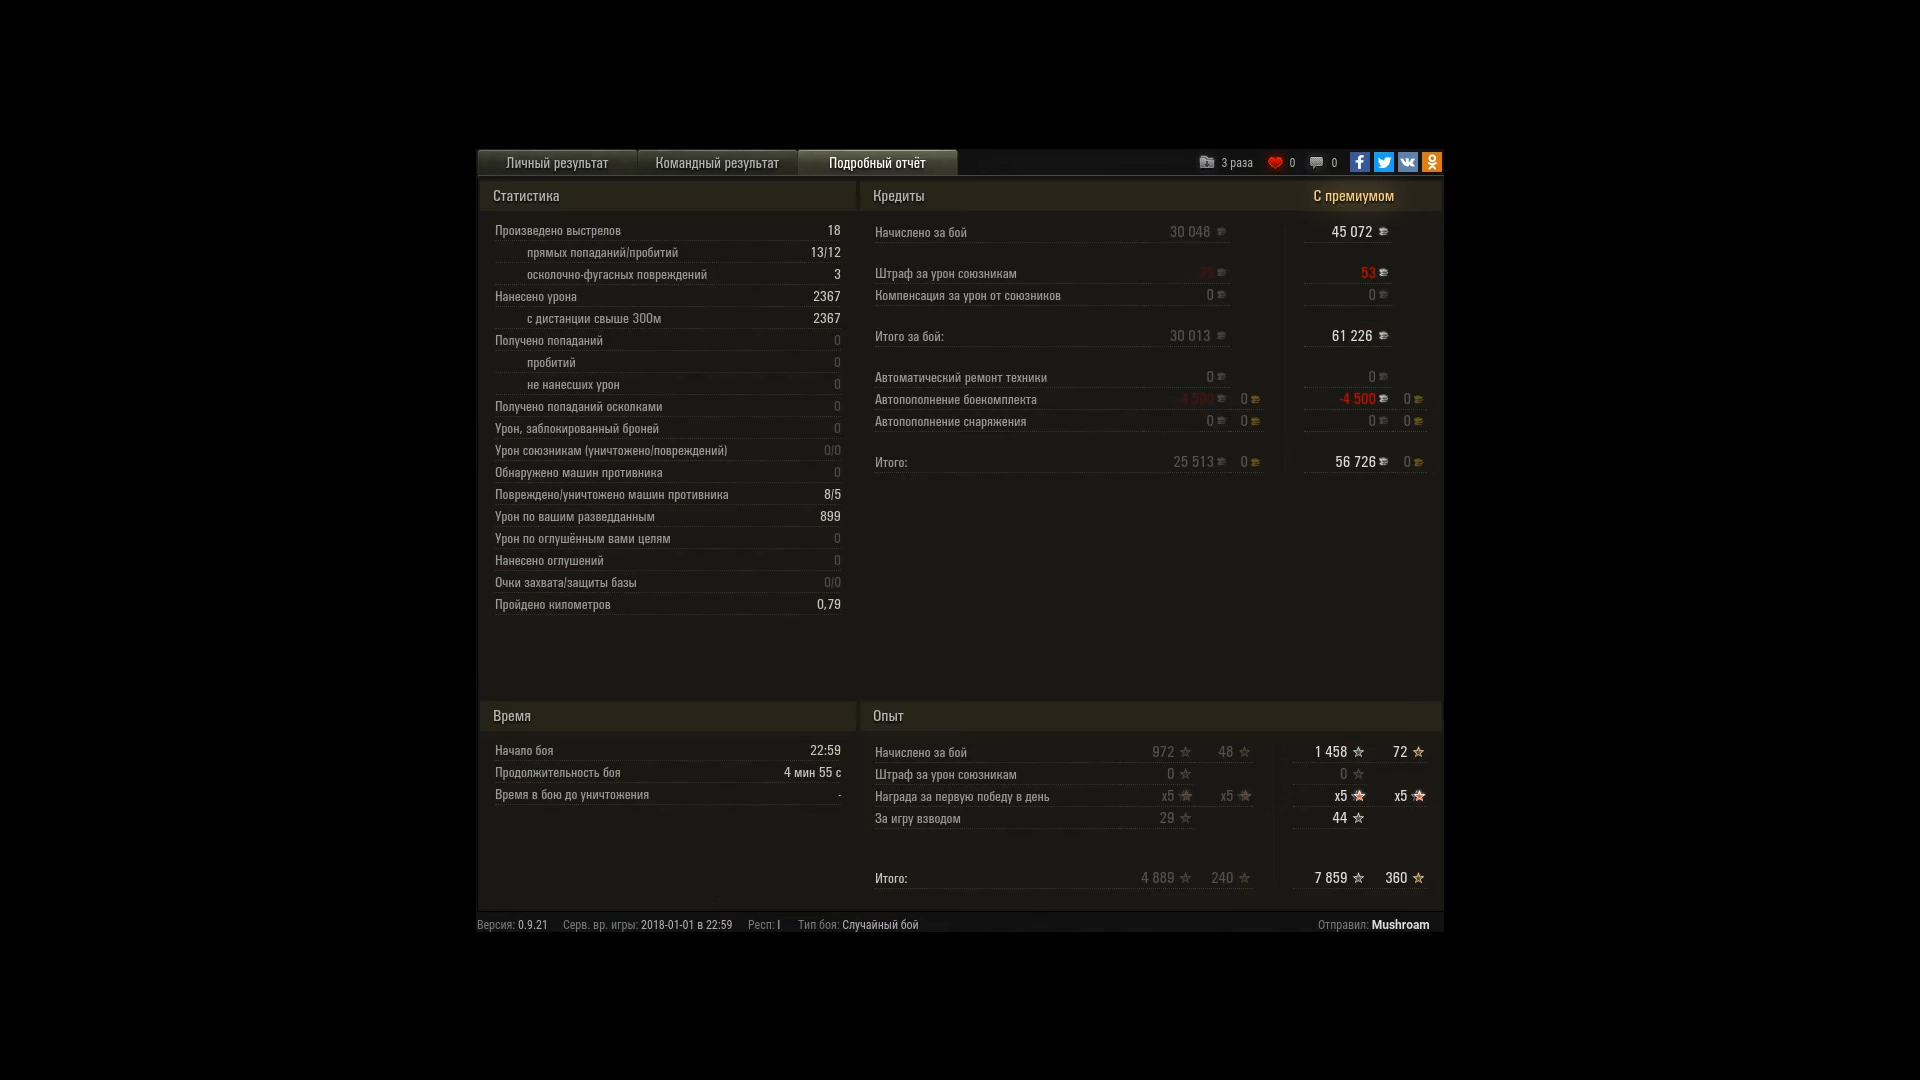 Личный результат Командный результат Подробный отчёт 3 раза 0 0
Статистика
Произведено выстрелов 18
прямых попаданий/пробитий 13/12
осколочно-фугасных повреждений 3
Нанесено урона 2367
с дистанции свыше 300м 2367
Получено попаданий 0
пробитий 0
не нанесших урон 0
Получено попаданий осколками 0
Урон, заблокированный броней 0
Урон союзникам (уничтожено/повреждений) 0/0
Обнаружено машин противника 0
Повреждено/уничтожено машин противника 8/5
Урон по вашим разведданным 899
Урон по оглушённым вами целям 0
Нанесено оглушений 0
Очки захвата/защиты базы 0/0
Пройдено километров 0,79
Кредиты С премиумом
Начислено за бой 30 048 45 072
Штраф за урон союзникам 53
Компенсация за урон от союзников 0 0
Итого за бой: 30 013 61 226
Автоматический ремонт техники 0 0
Автопополнение боекомплекта -4 500 0 -4 500 0
Автопополнение снаряжения 0 0 0 0
Итого: 25 513 0 56 726 0
Время
Начало боя 22:59
Продолжительность боя 4 мин 55 с
Время в бою до уничтожения -
Опыт
Начислено за бой 972 48 1 458 72
Штраф за урон союзникам 0 0
Награда за первую победу в день x5 x5 x5 x5
За игру взводом 29 44
Итого: 4 889 240 7 859 360
Версия: 0.9.21 Серв. вр. игры: 2018-01-01 в 22:59 Респ: I Тип боя: Случайный бой Отправил: Mushroam